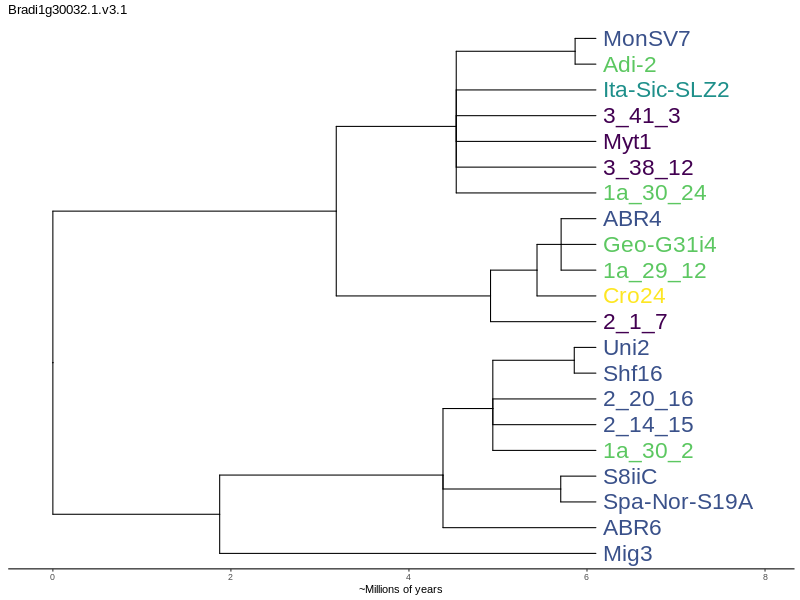 Bradi1g30032.1.v3.1
MonSV7
Adi-2
Ita-Sic-SLZ2
3_41_3
Myt1
3_38_12
1a_30_24
ABR4
Geo-G31i4
1a_29_12
Cro24
2_1_7
Uni2
Shf16
2_20_16
2_14_15
1a_30_2
S8iiC
Spa-Nor-S19A
ABR6
Mig3
0 2 4 6 8
~Millions of years